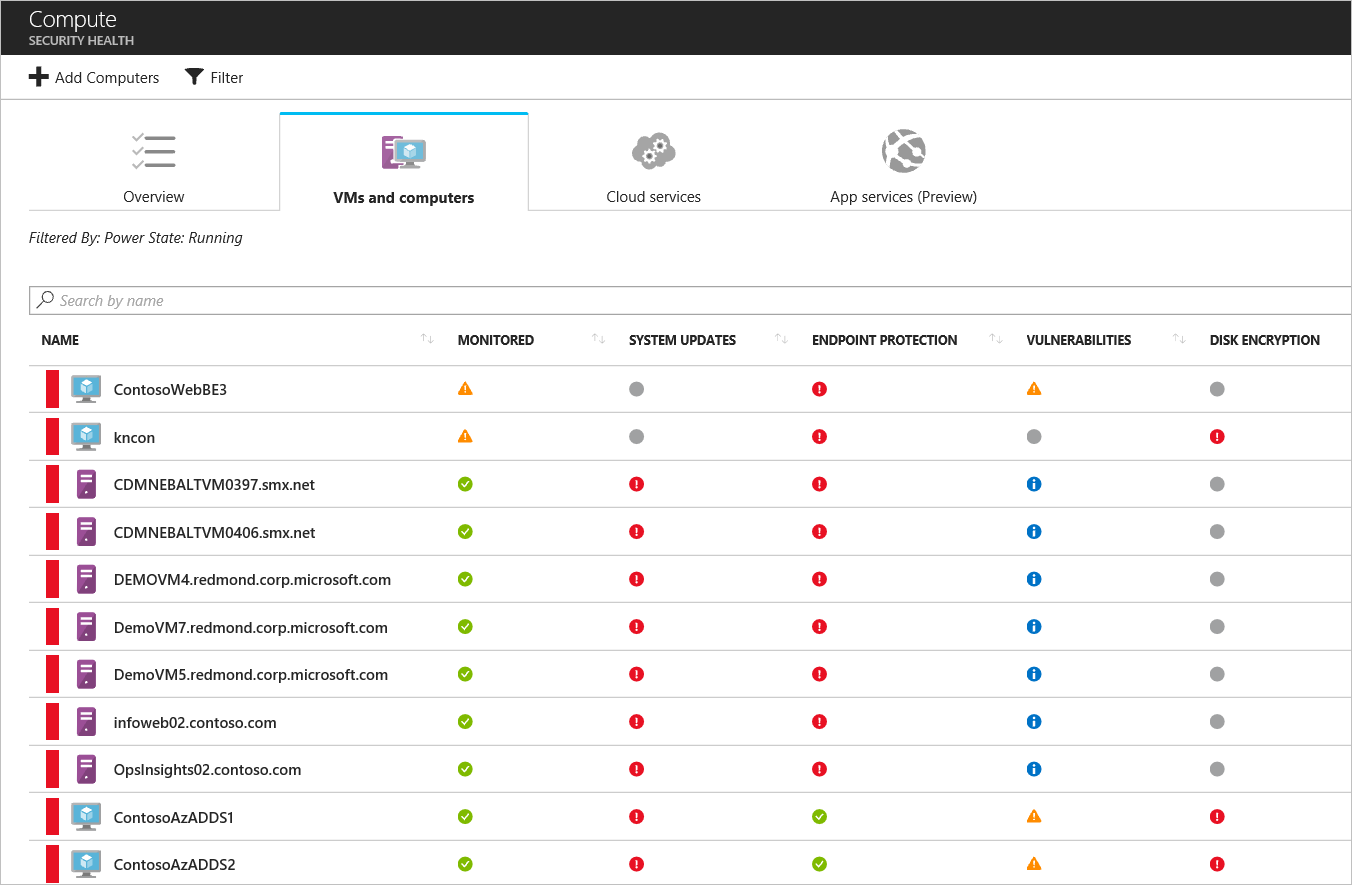 Compute
SECURITY HEALTH
Add Computers Filter
Overview VMs and computers Cloud services App services (Preview)
Filtered By: Power State: Running
Search by name
NAME MONITORED SYSTEM UPDATES ENDPOINT PROTECTION VULNERABILITIES DISK ENCRYPTION
ContosoWebBE3
kncon
CDMNEBALTVM0397.smx.net
CDMNEBALTVM0406.smx.net
DEMOVM4.redmond.corp.microsoft.com
DemoVM7.redmond.corp.microsoft.com
DemoVM5.redmond.corp.microsoft.com
infoweb02.contoso.com
OpsInsights02.contoso.com
ContosoAzADDS1
ContosoAzADDS2